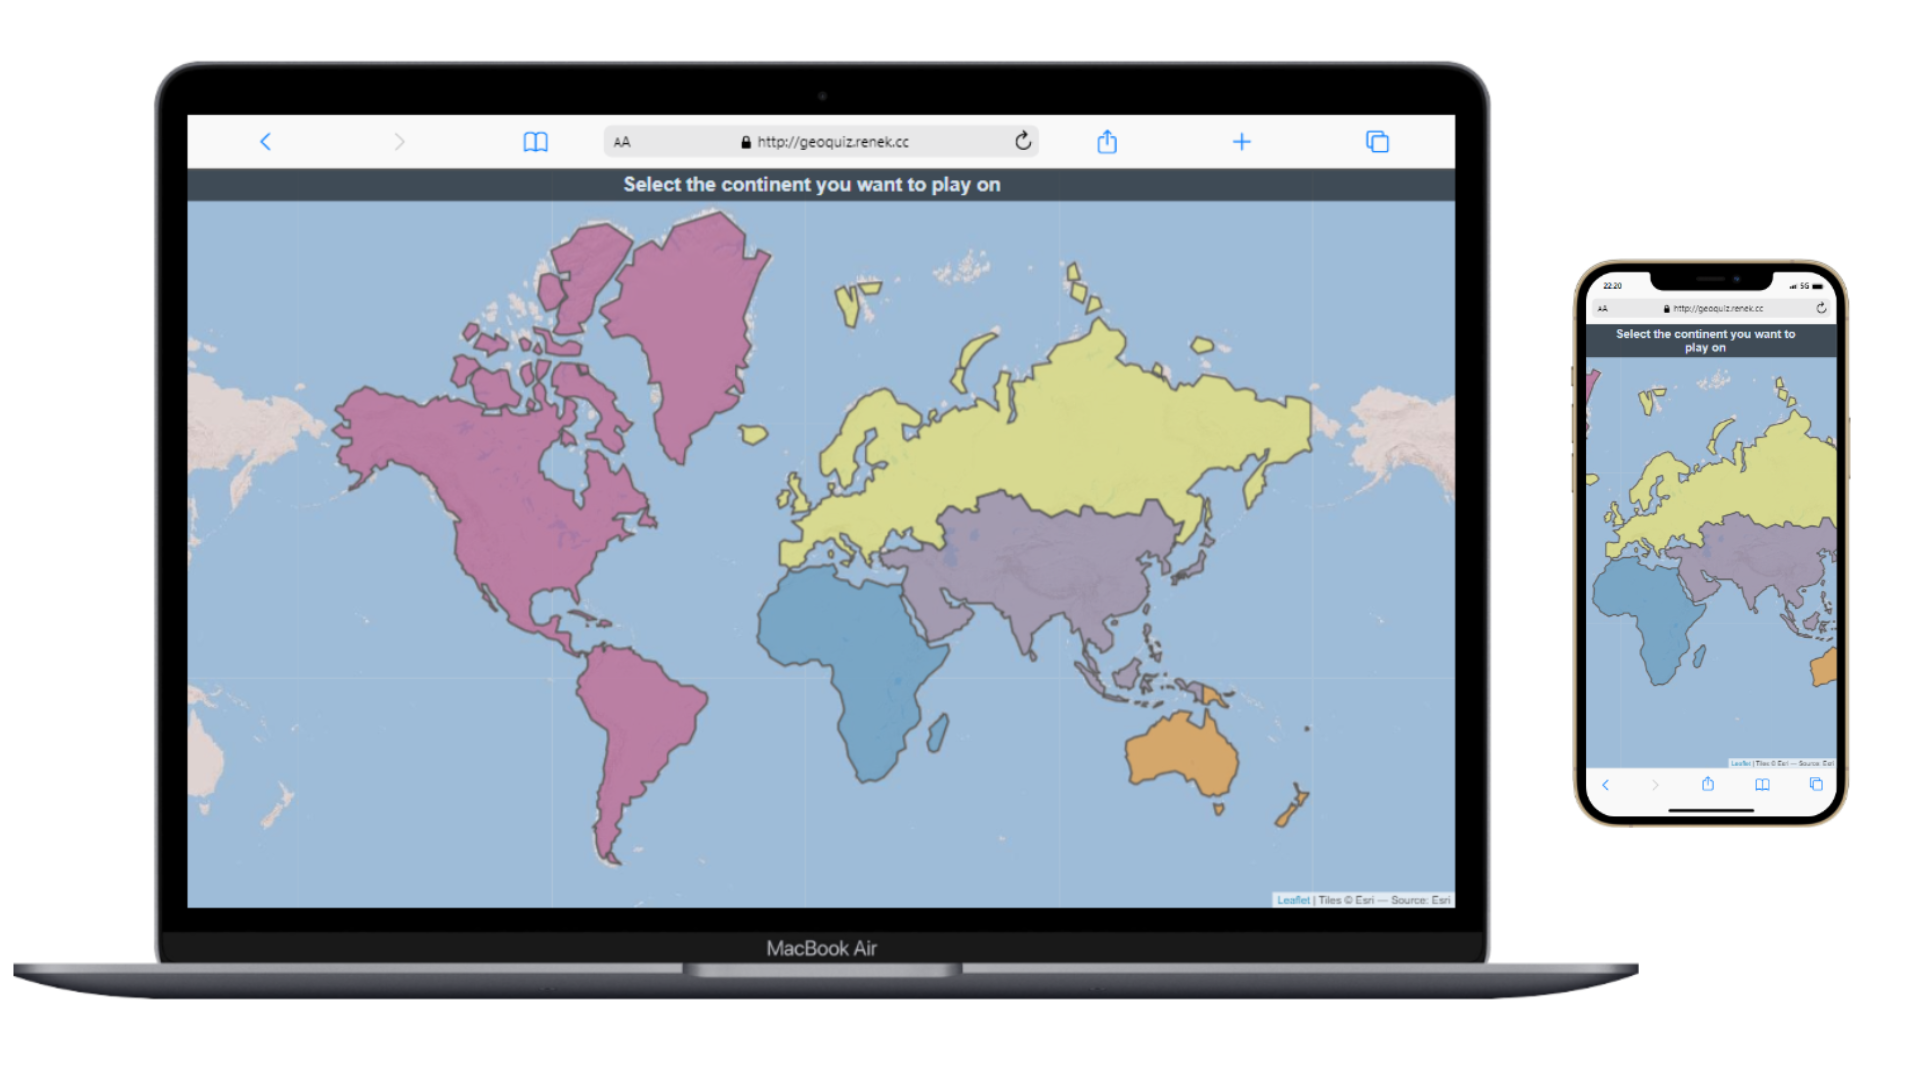 AA
http://geoquiz.renek.cc
Select the continent you want to play on
Leaflet | Tiles © Esri — Source: Esri
MacBook Air
22:20
5G
AA
http://geoquiz.renek.cc
Select the continent you want to
play on
Leaflet | Tiles © Esri — Source: Esri